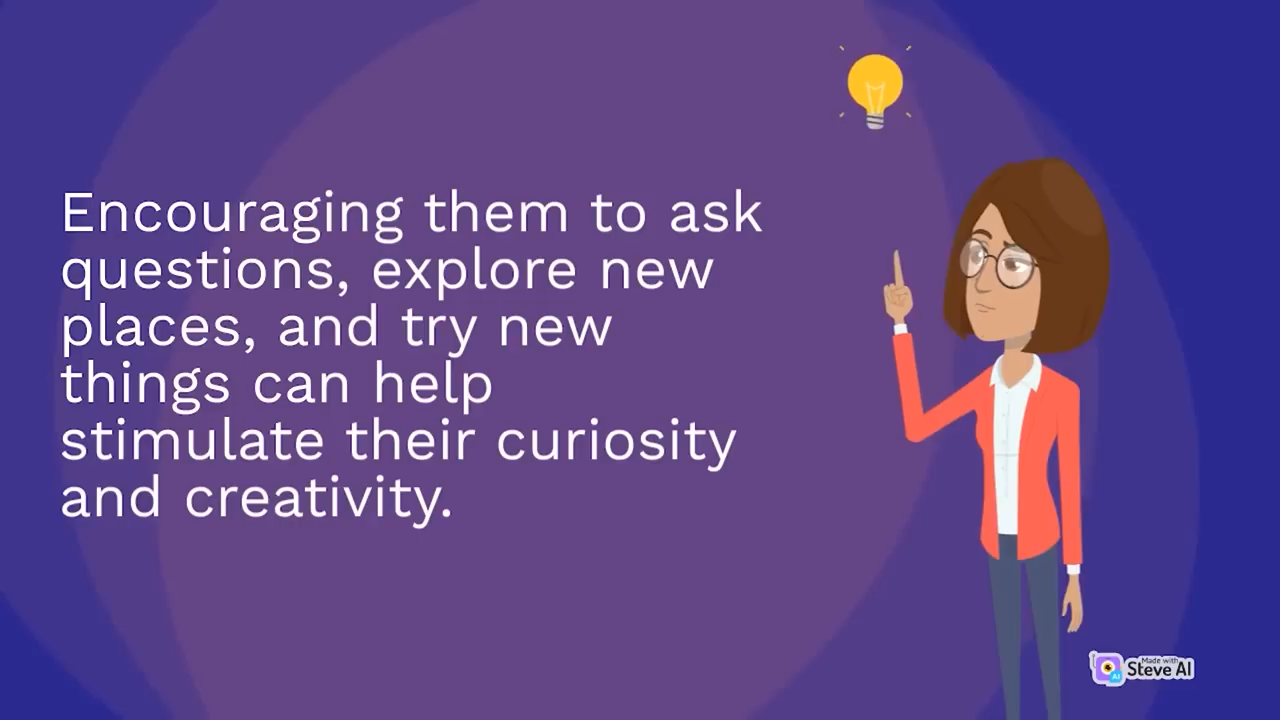 Encouraging them to ask
questions, explore new
places, and try new
things can help
stimulate their curiosity
and creativity.
Made with
Steve AI
AI